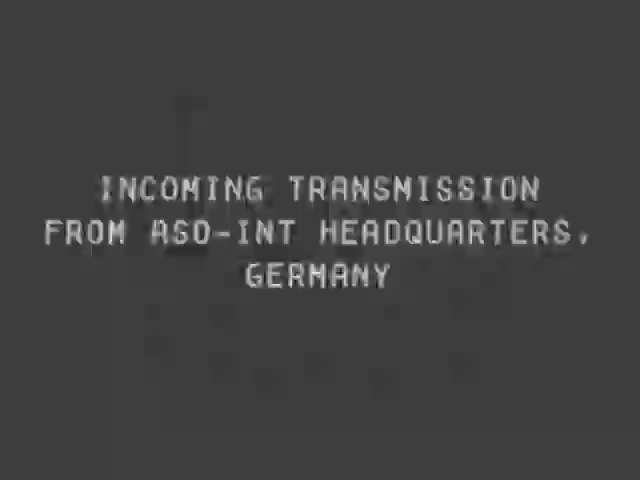 INCOMING TRANSMISSION
FROM ASO-INT HEADQUARTERS,
GERMANY